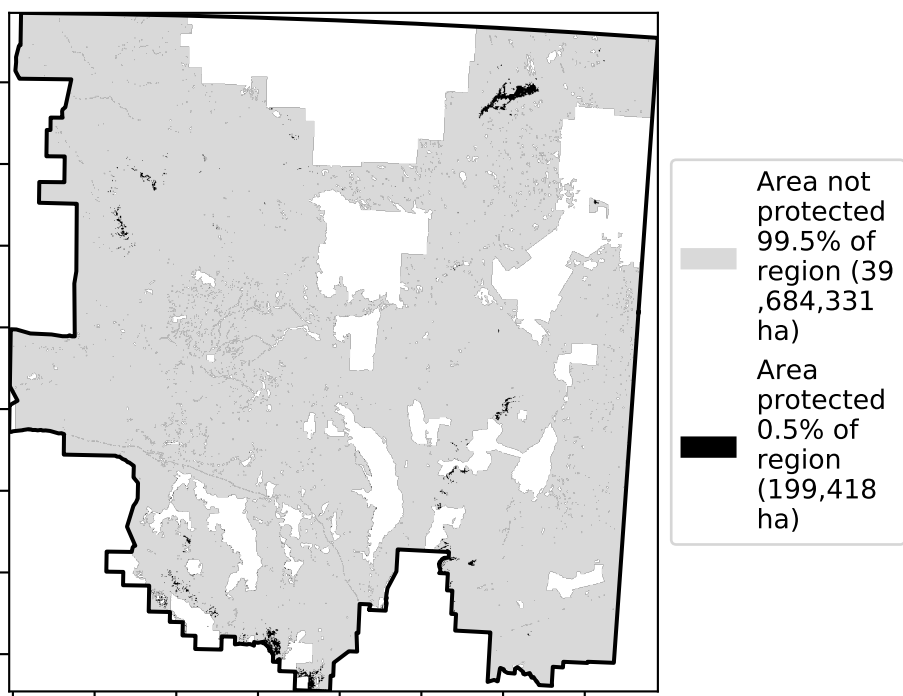 Area not
protected
99.5% of
region (39
,684,331
ha)
Area
protected
0.5% of
region
(199,418
ha)